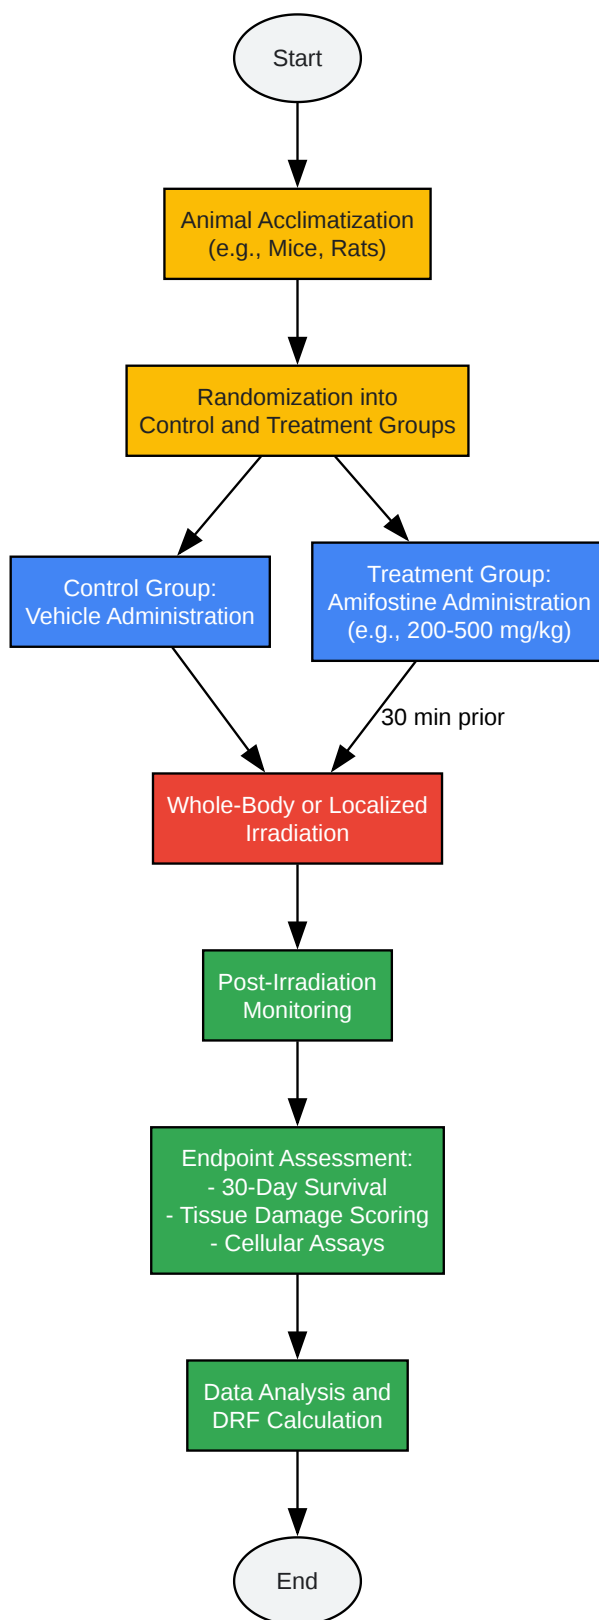 Start
Animal Acclimatization
(e.g., Mice, Rats)
Randomization into
Control and Treatment Groups
Control Group:
Vehicle Administration
Treatment Group:
Amifostine Administration
(e.g., 200-500 mg/kg)
30 min prior
Whole-Body or Localized
Irradiation
Post-Irradiation
Monitoring
Endpoint Assessment:
- 30-Day Survival
- Tissue Damage Scoring
- Cellular Assays
Data Analysis and
DRF Calculation
End